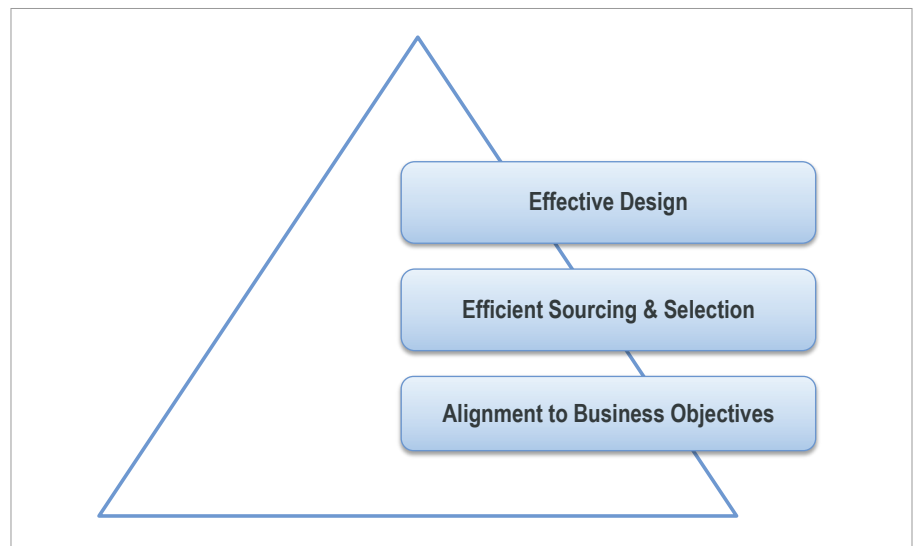 Effective Design
Efficient Sourcing & Selection
Alignment to Business Objectives